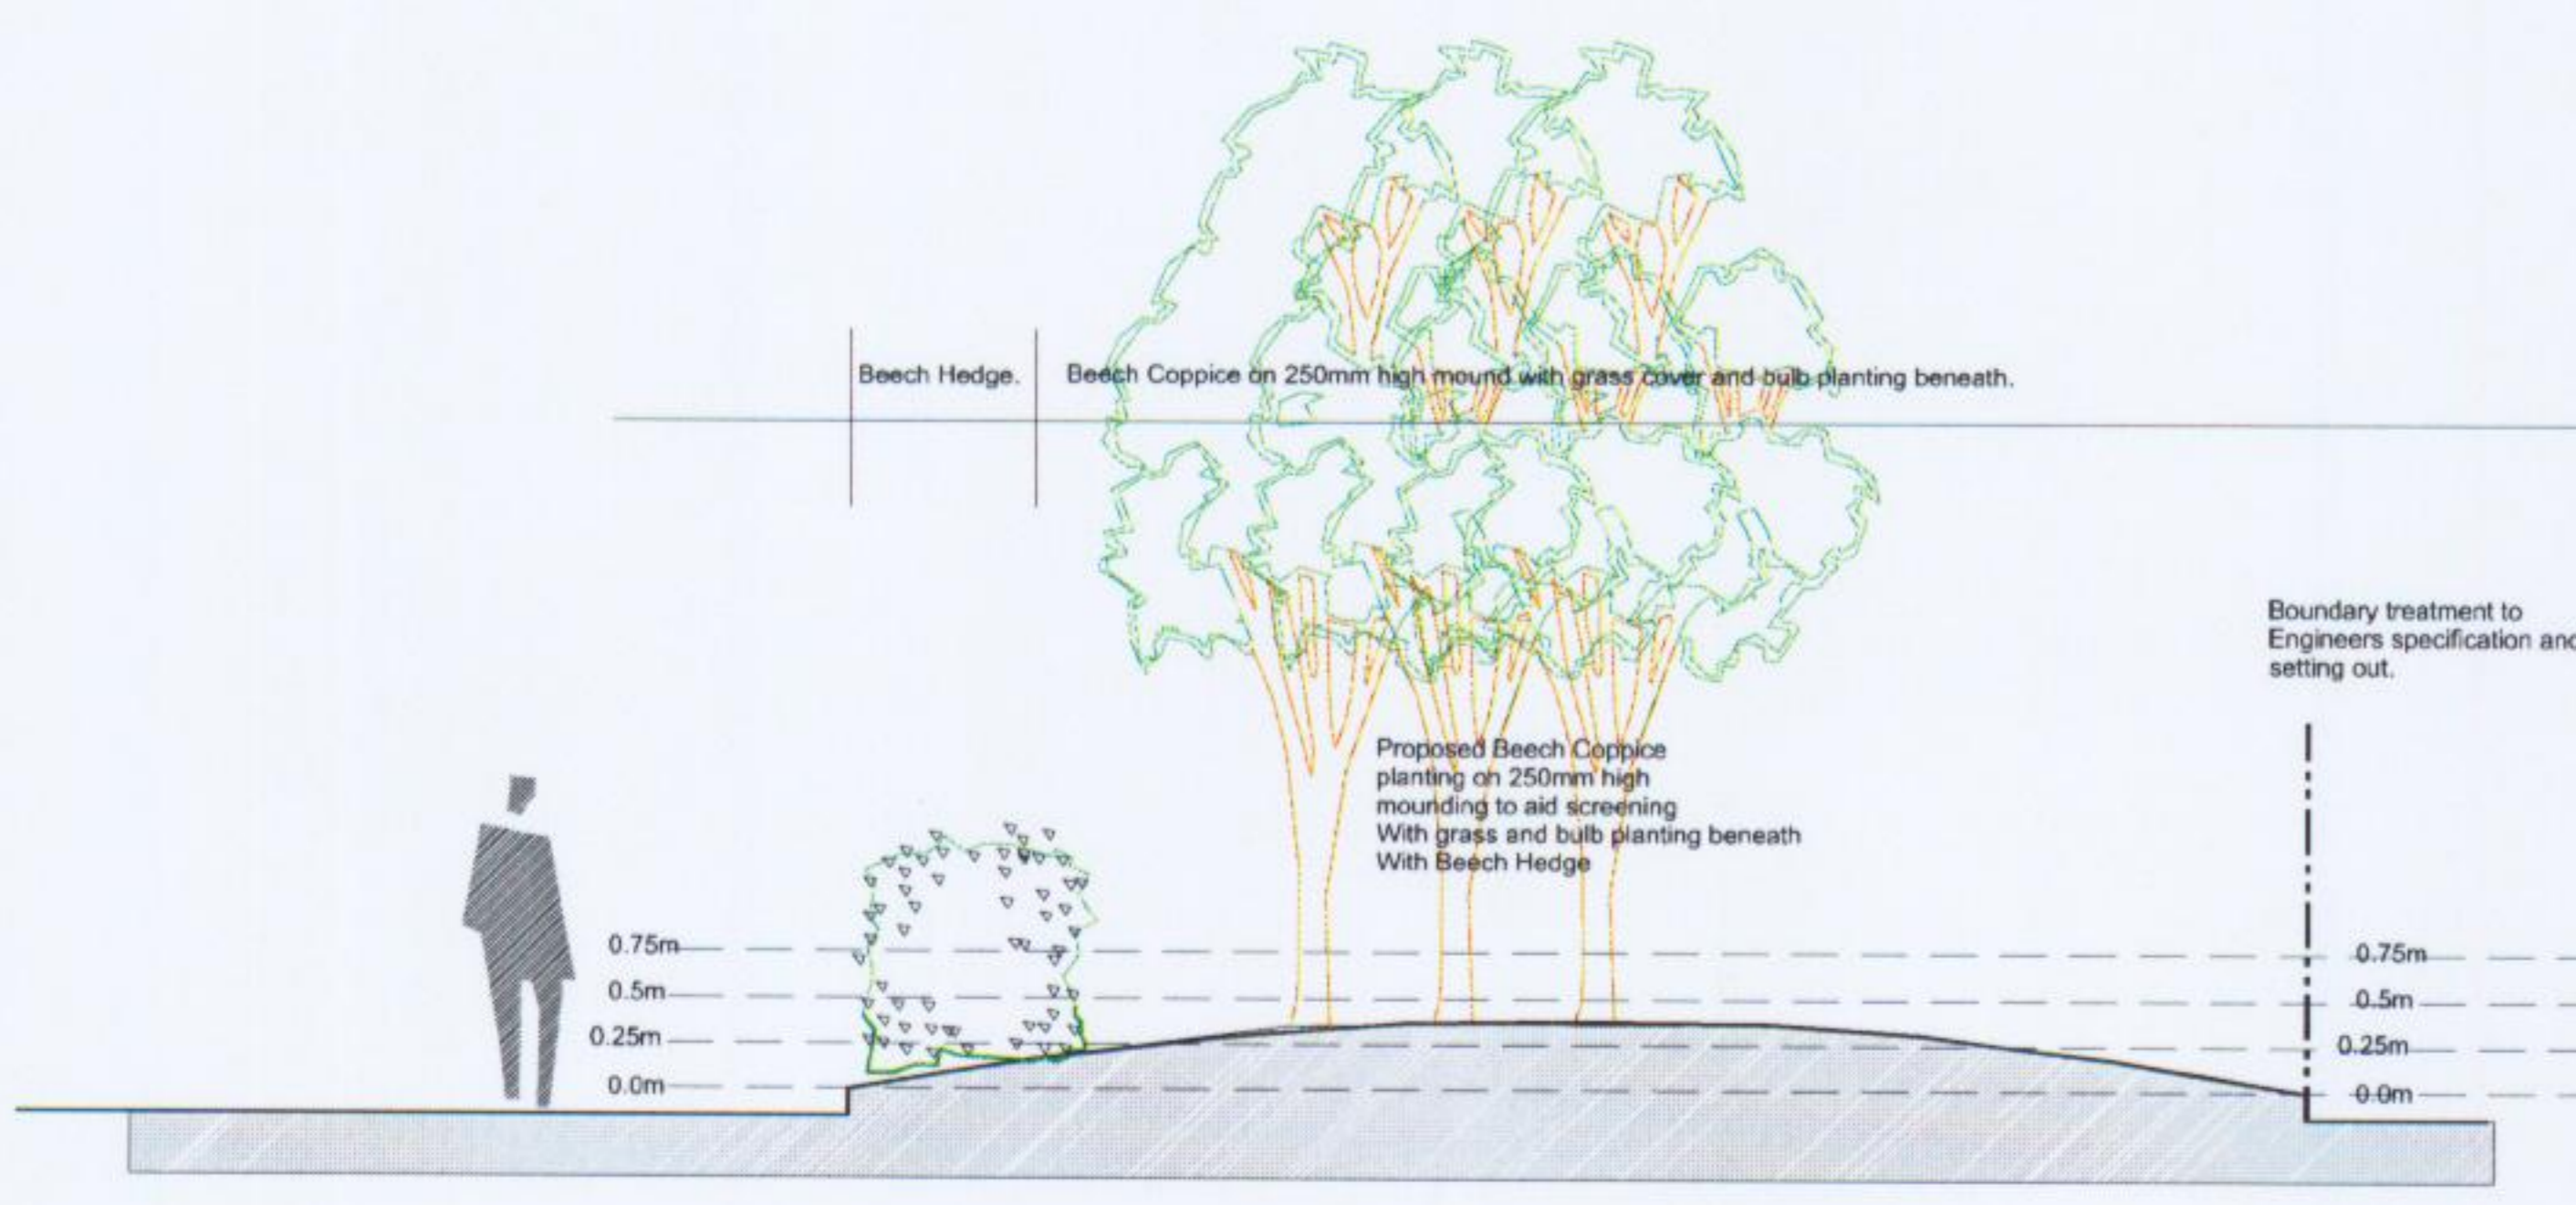 Beech Hedge.
Beech Coppice on 250mm high mound with grass cover and bulb planting beneath.
Boundary treatment to
Engineers specification and
setting out.
Proposed Beech Coppice
planting on 250mm high
mounding to aid screening
With grass and bulb planting beneath
With Beech Hedge
0.75m
0.5m
0.25m
0.0m
0.75m
0.5m
0.25m
0.0m